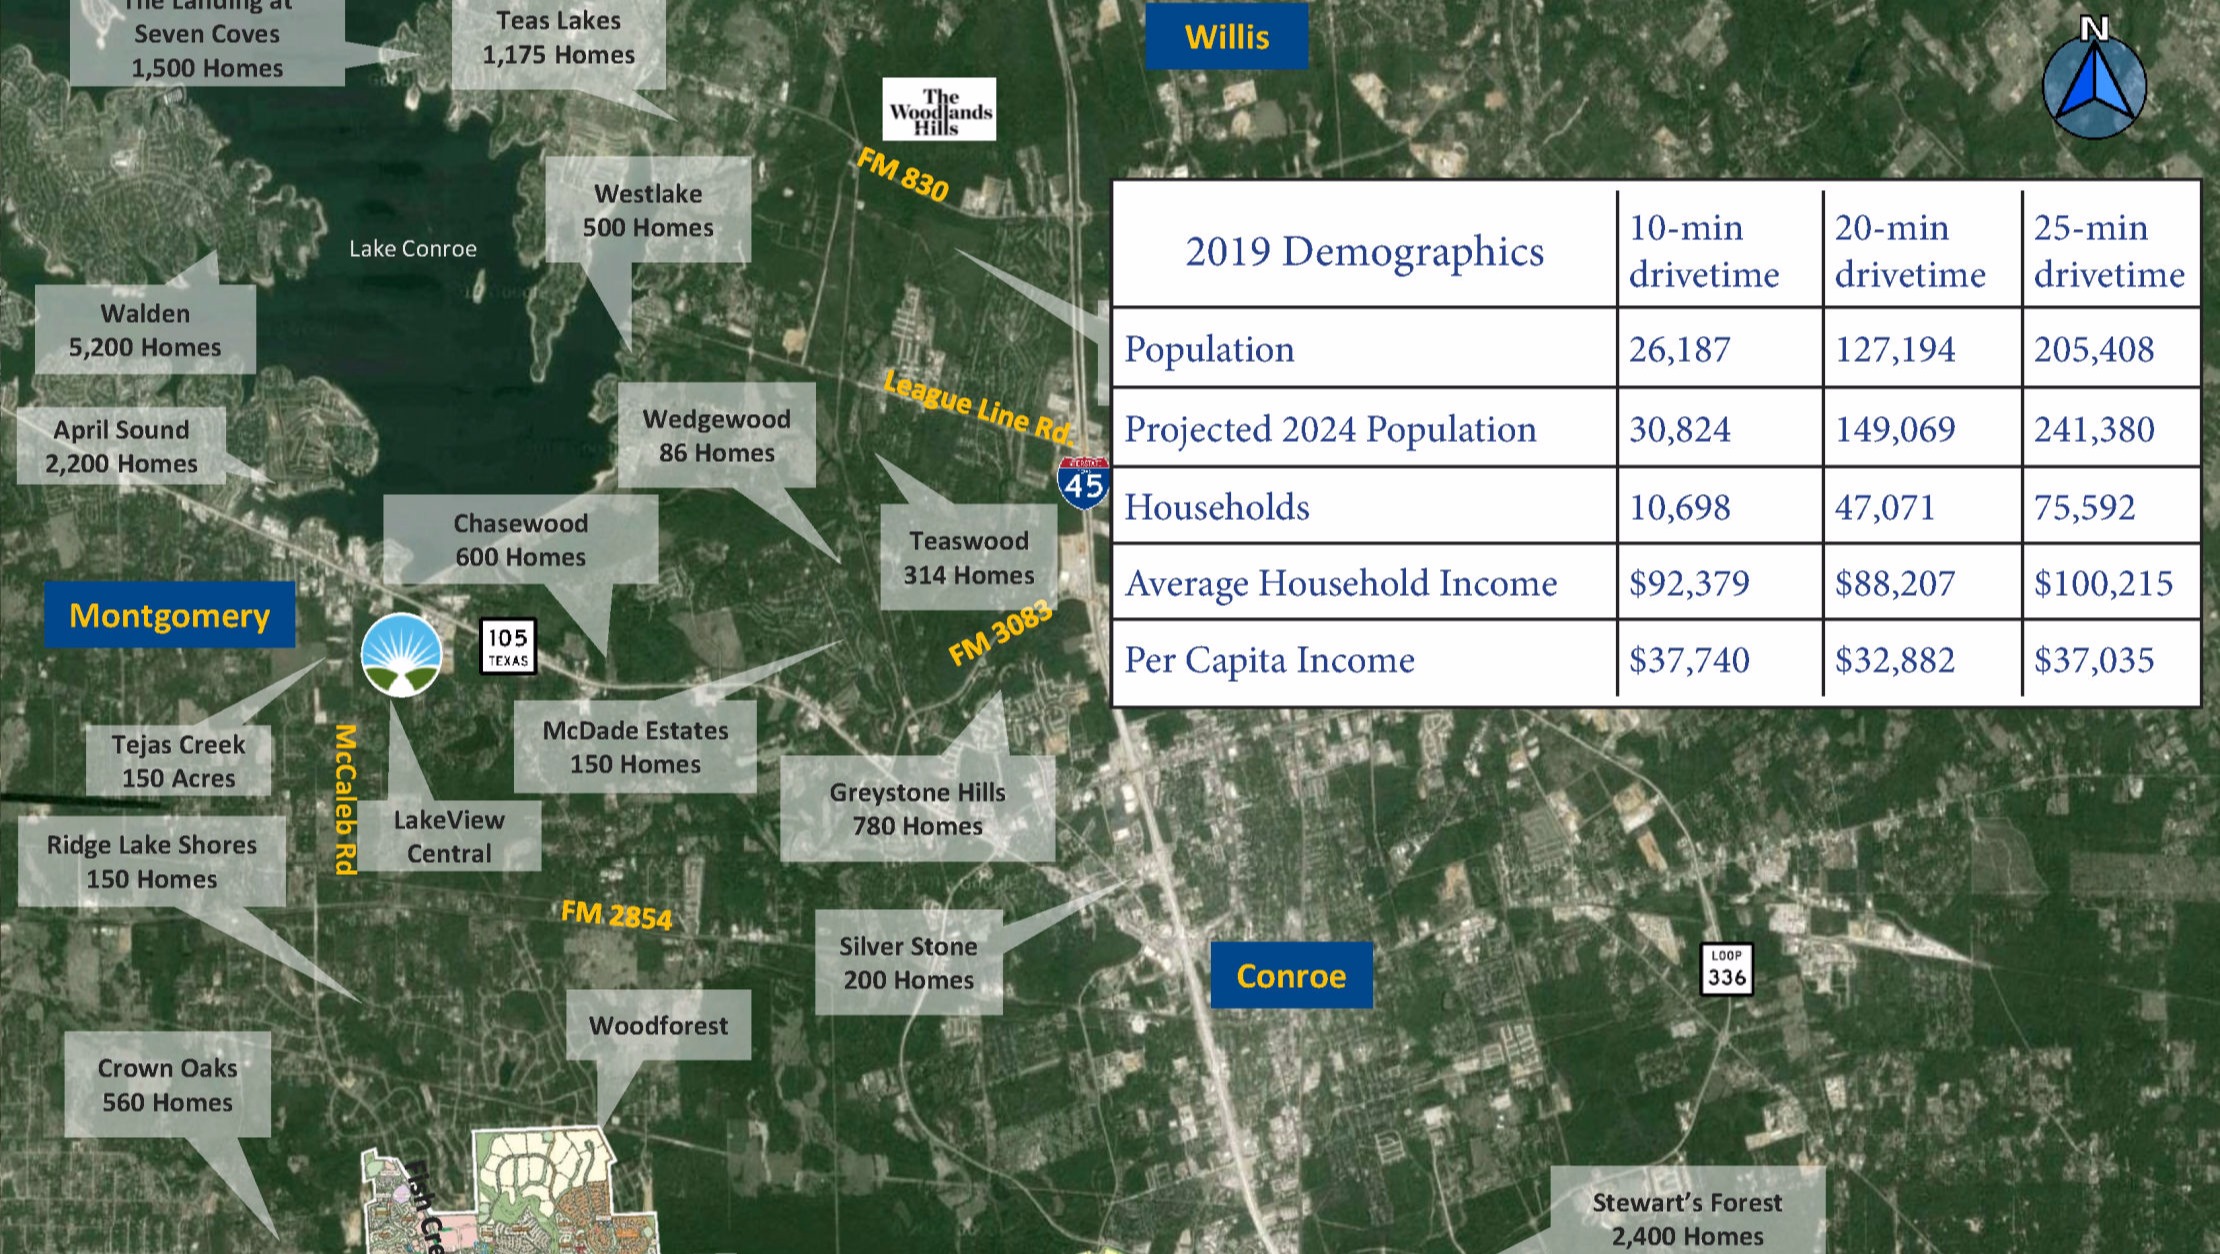 The Landing at
Seven Coves
1,500 Homes
Teas Lakes
1,175 Homes
Willis
N
The
Woodlands
Hills
FM 830
Westlake
500 Homes
Lake Conroe
Walden
5,200 Homes
April Sound
2,200 Homes
Wedgewood
86 Homes
League Line Rd.
INTERSTATE
45
Chasewood
600 Homes
Teaswood
314 Homes
Montgomery
105
TEXAS
FM 3083
2019 Demographics
10-min
drivetime
20-min
drivetime
25-min
drivetime
Population 26,187 127,194 205,408
Projected 2024 Population 30,824 149,069 241,380
Households 10,698 47,071 75,592
Average Household Income $92,379 $88,207 $100,215
Per Capita Income $37,740 $32,882 $37,035
Tejas Creek
150 Acres
McCaleb Rd
McDade Estates
150 Homes
LakeView
Central
Greystone Hills
780 Homes
Ridge Lake Shores
150 Homes
FM 2854
Silver Stone
200 Homes
Conroe
LOOP
336
Woodforest
Crown Oaks
560 Homes
Stewart's Forest
2,400 Homes